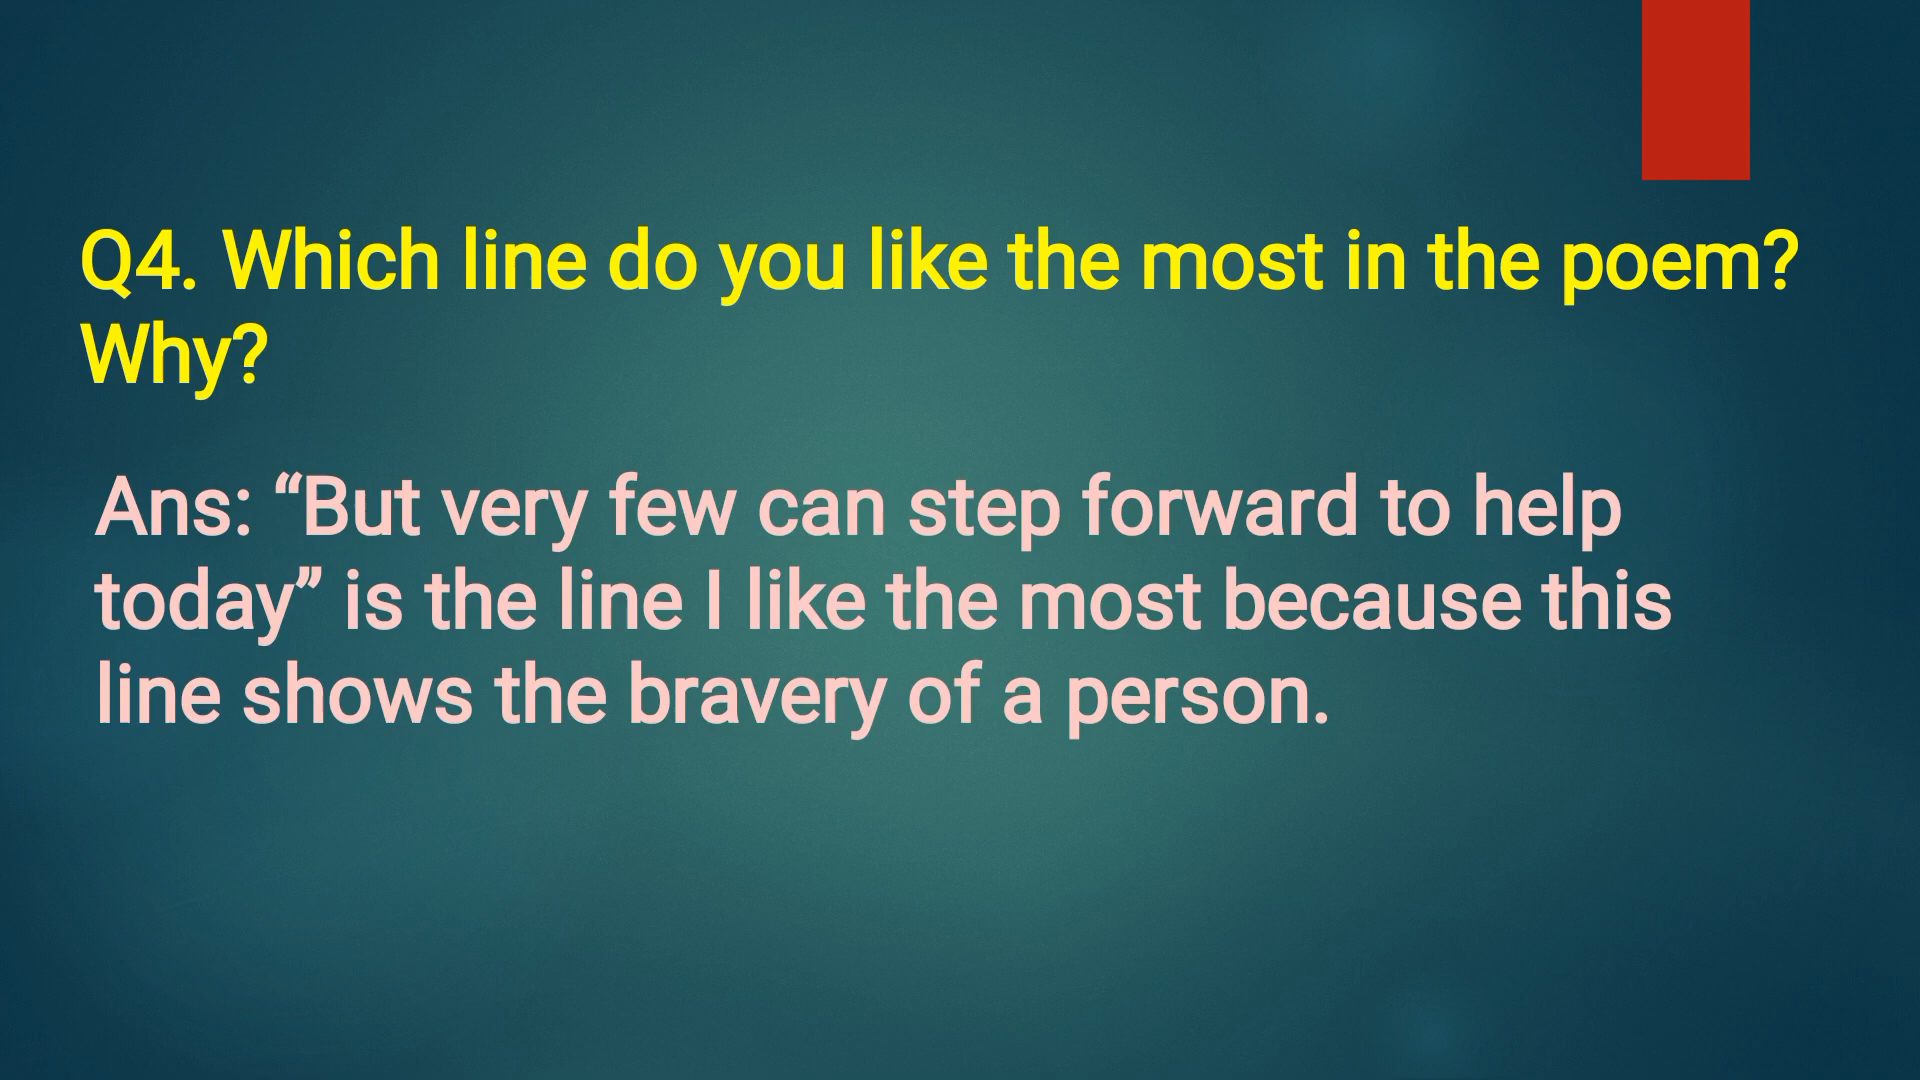 Q4. Which line do you like the most in the poem?
Why?
Ans: “But very few can step forward to help
today” is the line I like the most because this
line shows the bravery of a person.